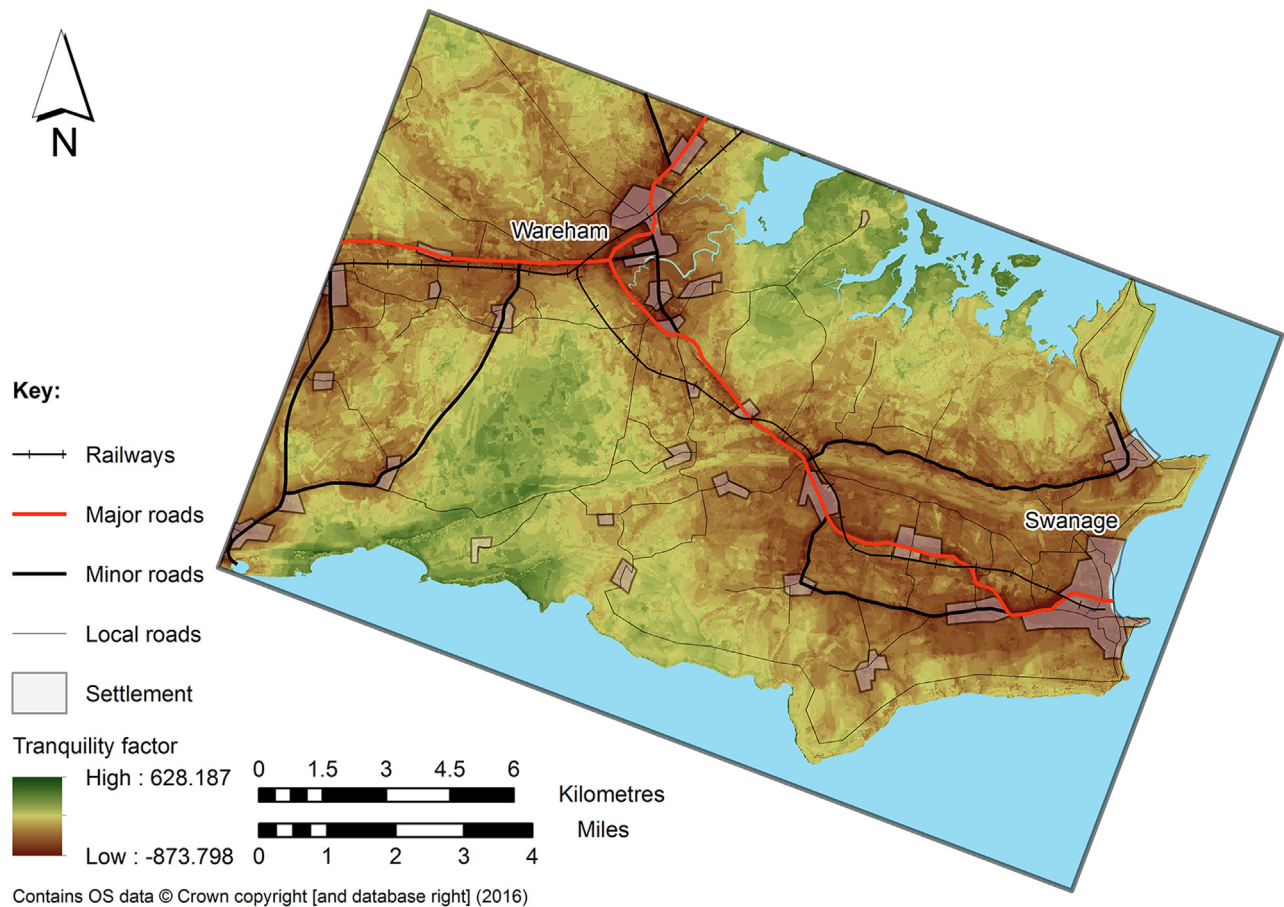 N
Wareham
Swanage
Key:
Railways
Major roads
Minor roads
Local roads
Settlement
Tranquility factor
High : 628.187
Low : -873.798
0 1.5 3 4.5 6
Kilometres
Miles
0 1 2 3 4
Contains OS data © Crown copyright [and database right] (2016)